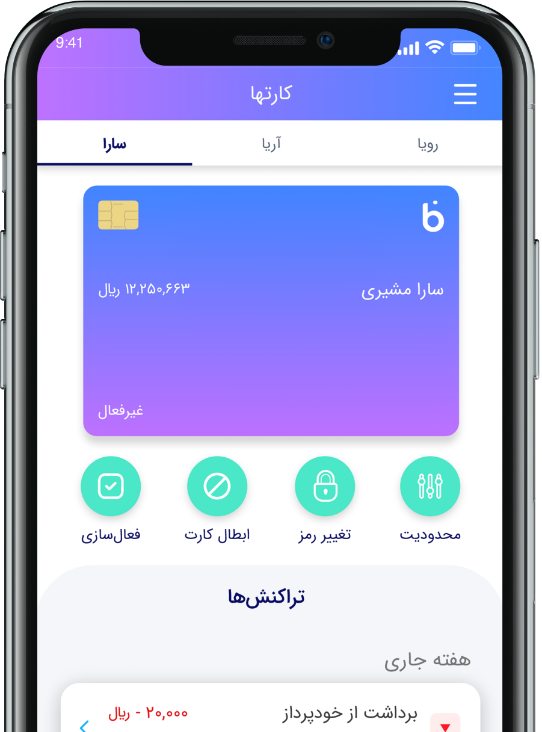 9:41
کارتها
رویا
آریا
سارا
b
سارا مشیری
۱۲,۲۵۰,۶۶۳ ریال
غیرفعال
محدودیت
تغییر رمز
ابطال کارت
فعال‌سازی
تراکنش‌ها
هفته جاری
برداشت از خودپرداز
۲۰,۰۰۰ - ریال